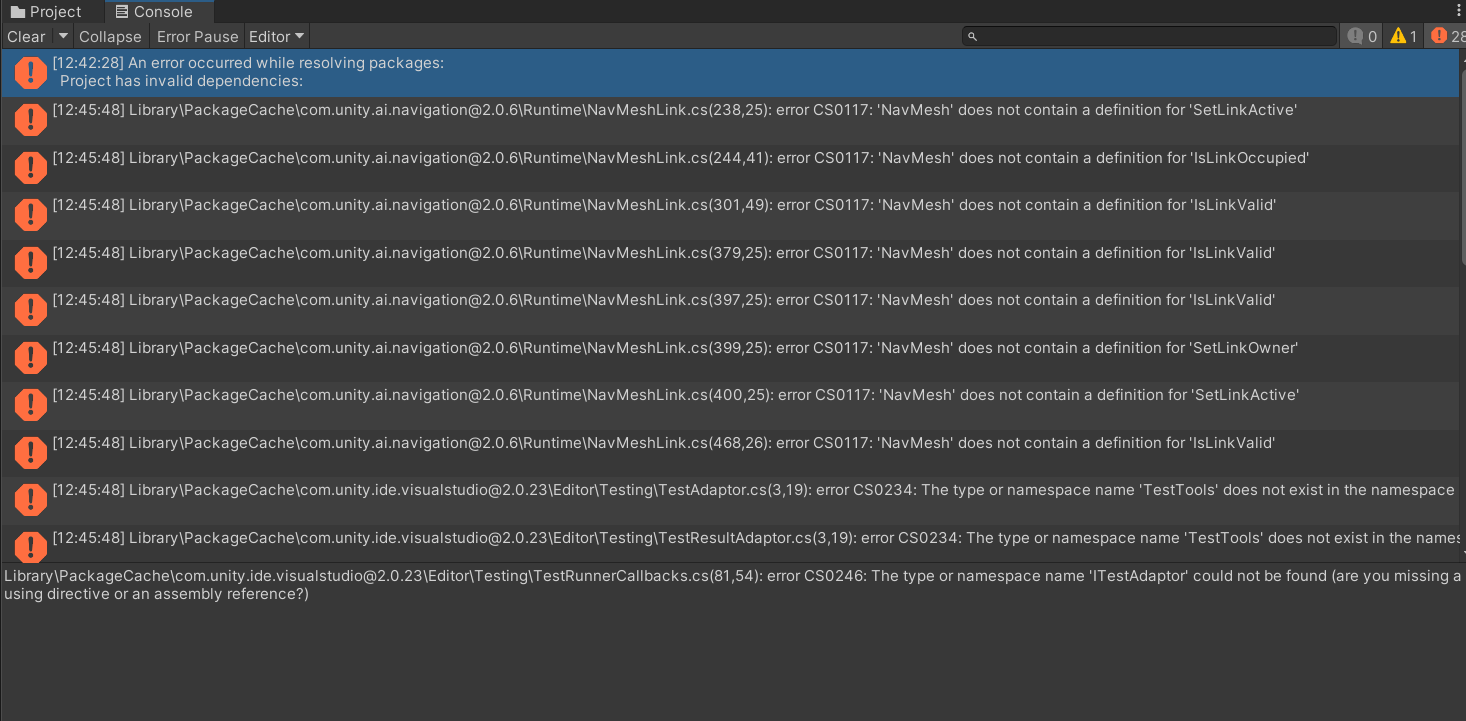 Project Console
Clear Collapse Error Pause Editor 0 1 28
[12:42:28] An error occurred while resolving packages:
Project has invalid dependencies:
[12:45:48] Library\PackageCache\com.unity.ai.navigation@2.0.6\Runtime\NavMeshLink.cs(238,25): error CS0117: 'NavMesh' does not contain a definition for 'SetLinkActive'
[12:45:48] Library\PackageCache\com.unity.ai.navigation@2.0.6\Runtime\NavMeshLink.cs(244,41): error CS0117: 'NavMesh' does not contain a definition for 'IsLinkOccupied'
[12:45:48] Library\PackageCache\com.unity.ai.navigation@2.0.6\Runtime\NavMeshLink.cs(301,49): error CS0117: 'NavMesh' does not contain a definition for 'IsLinkValid'
[12:45:48] Library\PackageCache\com.unity.ai.navigation@2.0.6\Runtime\NavMeshLink.cs(379,25): error CS0117: 'NavMesh' does not contain a definition for 'IsLinkValid'
[12:45:48] Library\PackageCache\com.unity.ai.navigation@2.0.6\Runtime\NavMeshLink.cs(397,25): error CS0117: 'NavMesh' does not contain a definition for 'IsLinkValid'
[12:45:48] Library\PackageCache\com.unity.ai.navigation@2.0.6\Runtime\NavMeshLink.cs(399,25): error CS0117: 'NavMesh' does not contain a definition for 'SetLinkOwner'
[12:45:48] Library\PackageCache\com.unity.ai.navigation@2.0.6\Runtime\NavMeshLink.cs(400,25): error CS0117: 'NavMesh' does not contain a definition for 'SetLinkActive'
[12:45:48] Library\PackageCache\com.unity.ai.navigation@2.0.6\Runtime\NavMeshLink.cs(468,26): error CS0117: 'NavMesh' does not contain a definition for 'IsLinkValid'
[12:45:48] Library\PackageCache\com.unity.ide.visualstudio@2.0.23\Editor\Testing\TestAdaptor.cs(3,19): error CS0234: The type or namespace name 'TestTools' does not exist in the namespace
[12:45:48] Library\PackageCache\com.unity.ide.visualstudio@2.0.23\Editor\Testing\TestResultAdaptor.cs(3,19): error CS0234: The type or namespace name 'TestTools' does not exist in the names
Library\PackageCache\com.unity.ide.visualstudio@2.0.23\Editor\Testing\TestRunnerCallbacks.cs(81,54): error CS0246: The type or namespace name 'ITestAdaptor' could not be found (are you missing a
using directive or an assembly reference?)